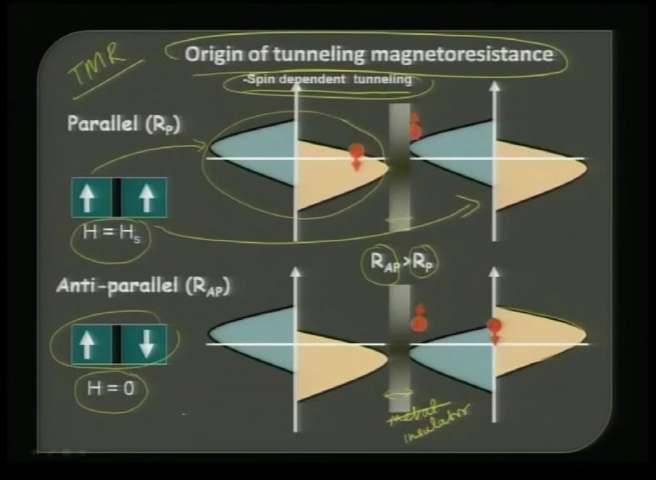 TMR
Origin of tunneling magnetoresistance
-Spin dependent tunneling
Parallel (Rp)
H = Hs
RAP>RP
Anti-parallel (RAP)
H = 0
metal
insulator